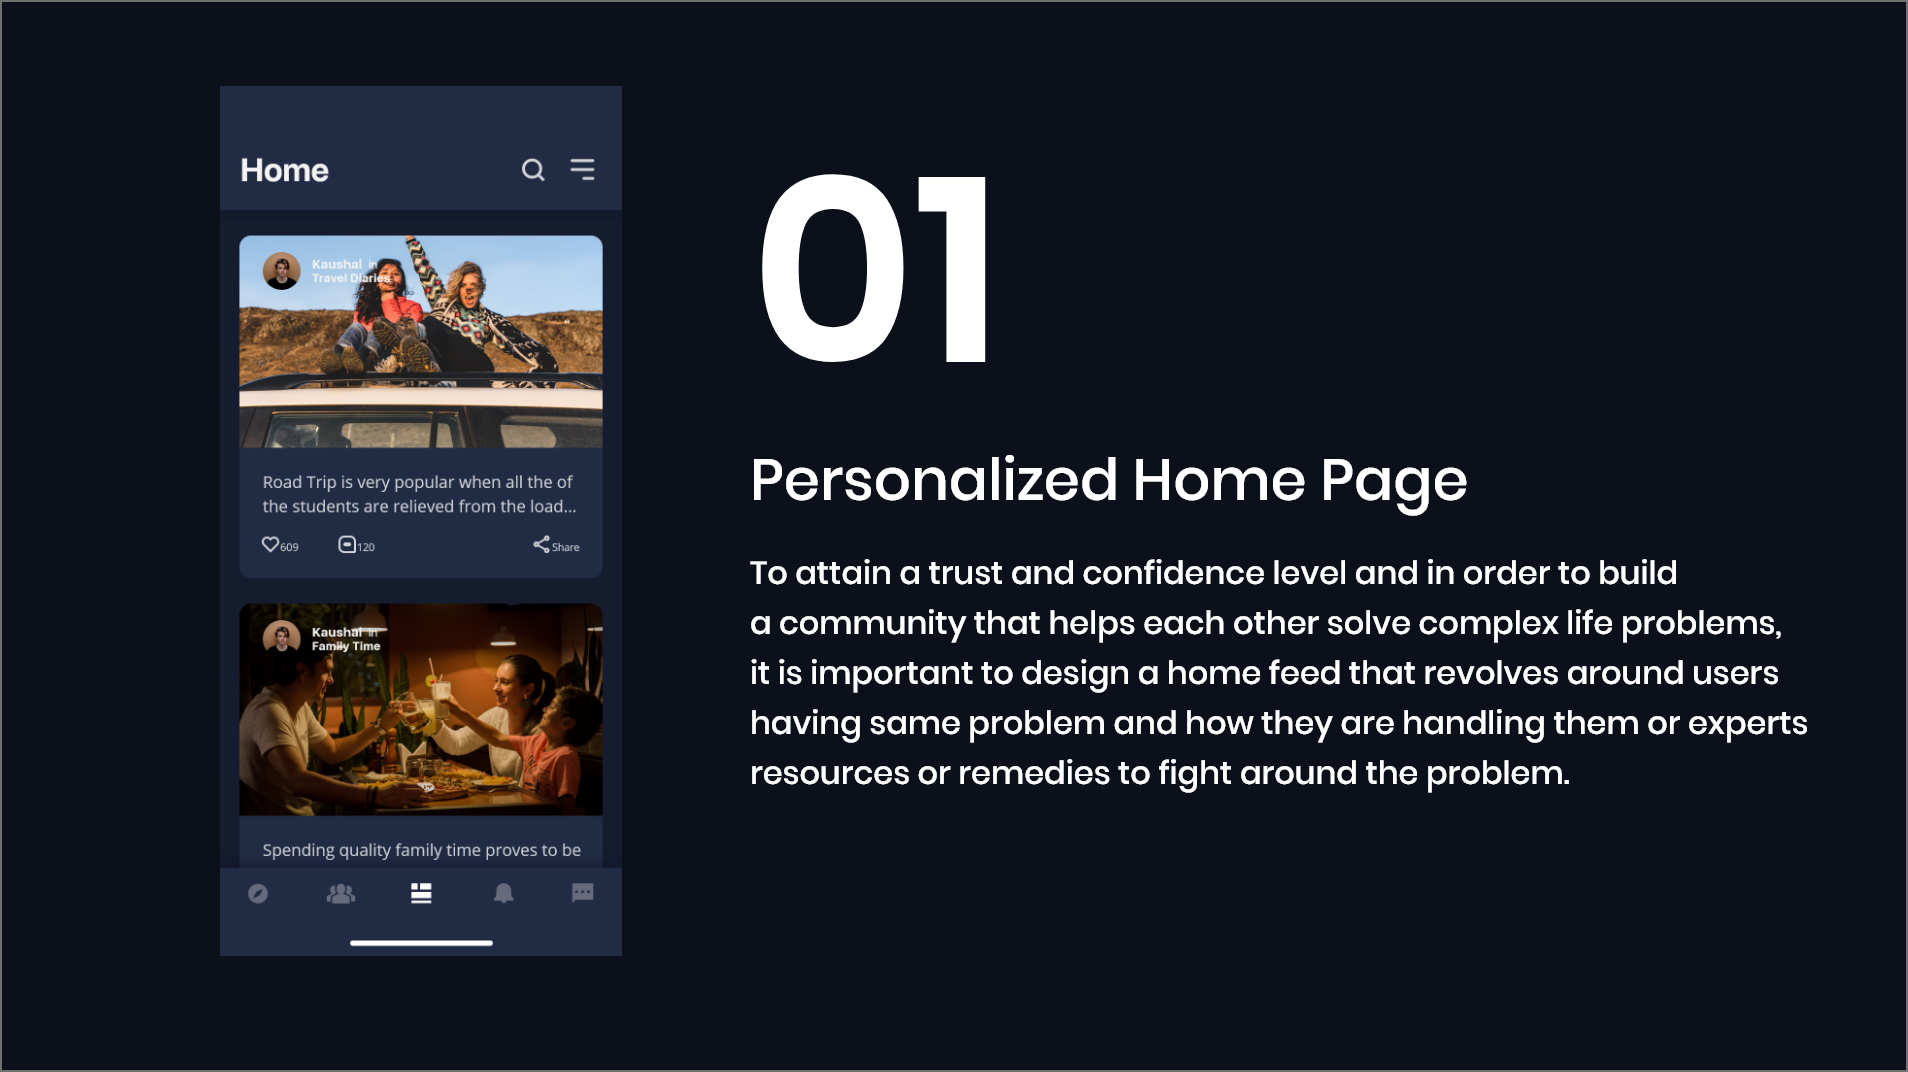 Home
Kaushal in
Travel Diaries
Road Trip is very popular when all the of
the students are relieved from the load...
609
120
Share
Kaushal in
Family Time
Spending quality family time proves to be
01
Personalized Home Page
To attain a trust and confidence level and in order to build
a community that helps each other solve complex life problems,
it is important to design a home feed that revolves around users
having same problem and how they are handling them or experts
resources or remedies to fight around the problem.